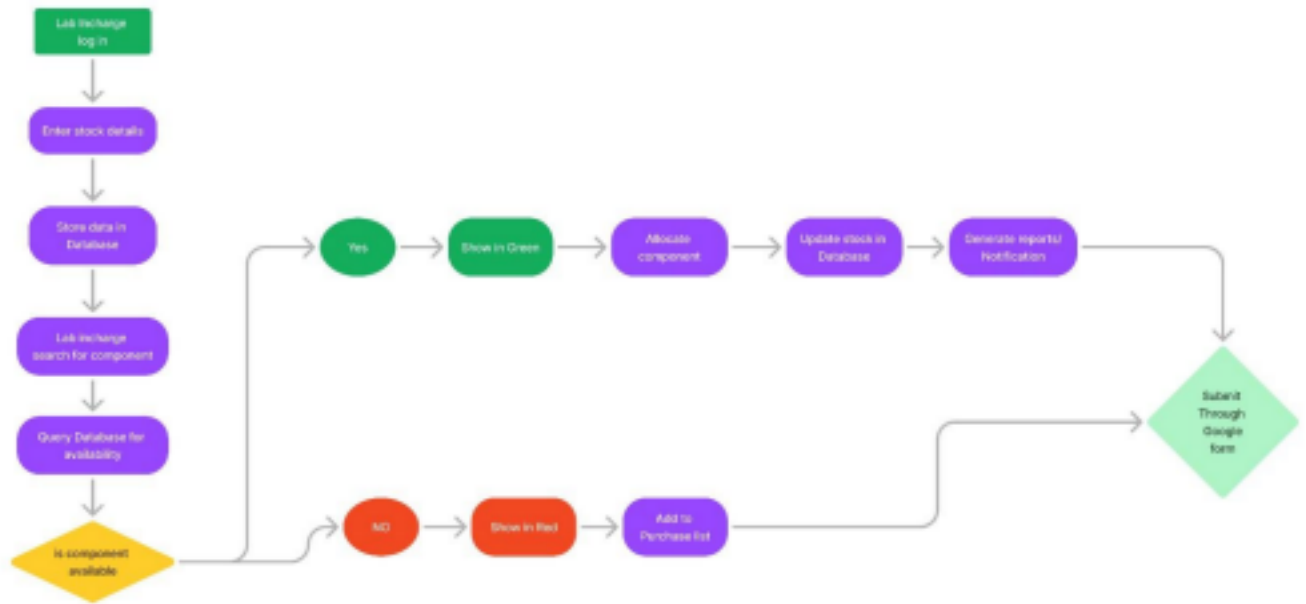 Lab Incharge
log in
Enter stock details
Store data in
Database
Lab Incharge
search for component
Query Database for
availability
is component
available
Yes
Show in Green
Allocate
component
Update stock in
Database
Generate reports/
Notification
NO
Show in Red
Add to
Purchase list
Submit
Through
Google
form